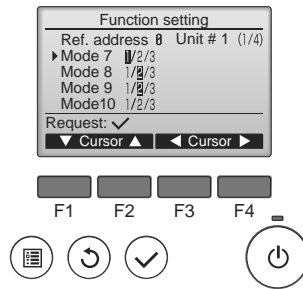 Function setting
Ref. address 0 Unit # 1 (1/4)
Mode 7 1/2/3
Mode 8 1/2/3
Mode 9 1/2/3
Mode10 1/2/3
Request: ✓
▼ Cursor ▲ ◀ Cursor ▶
F1 F2 F3 F4